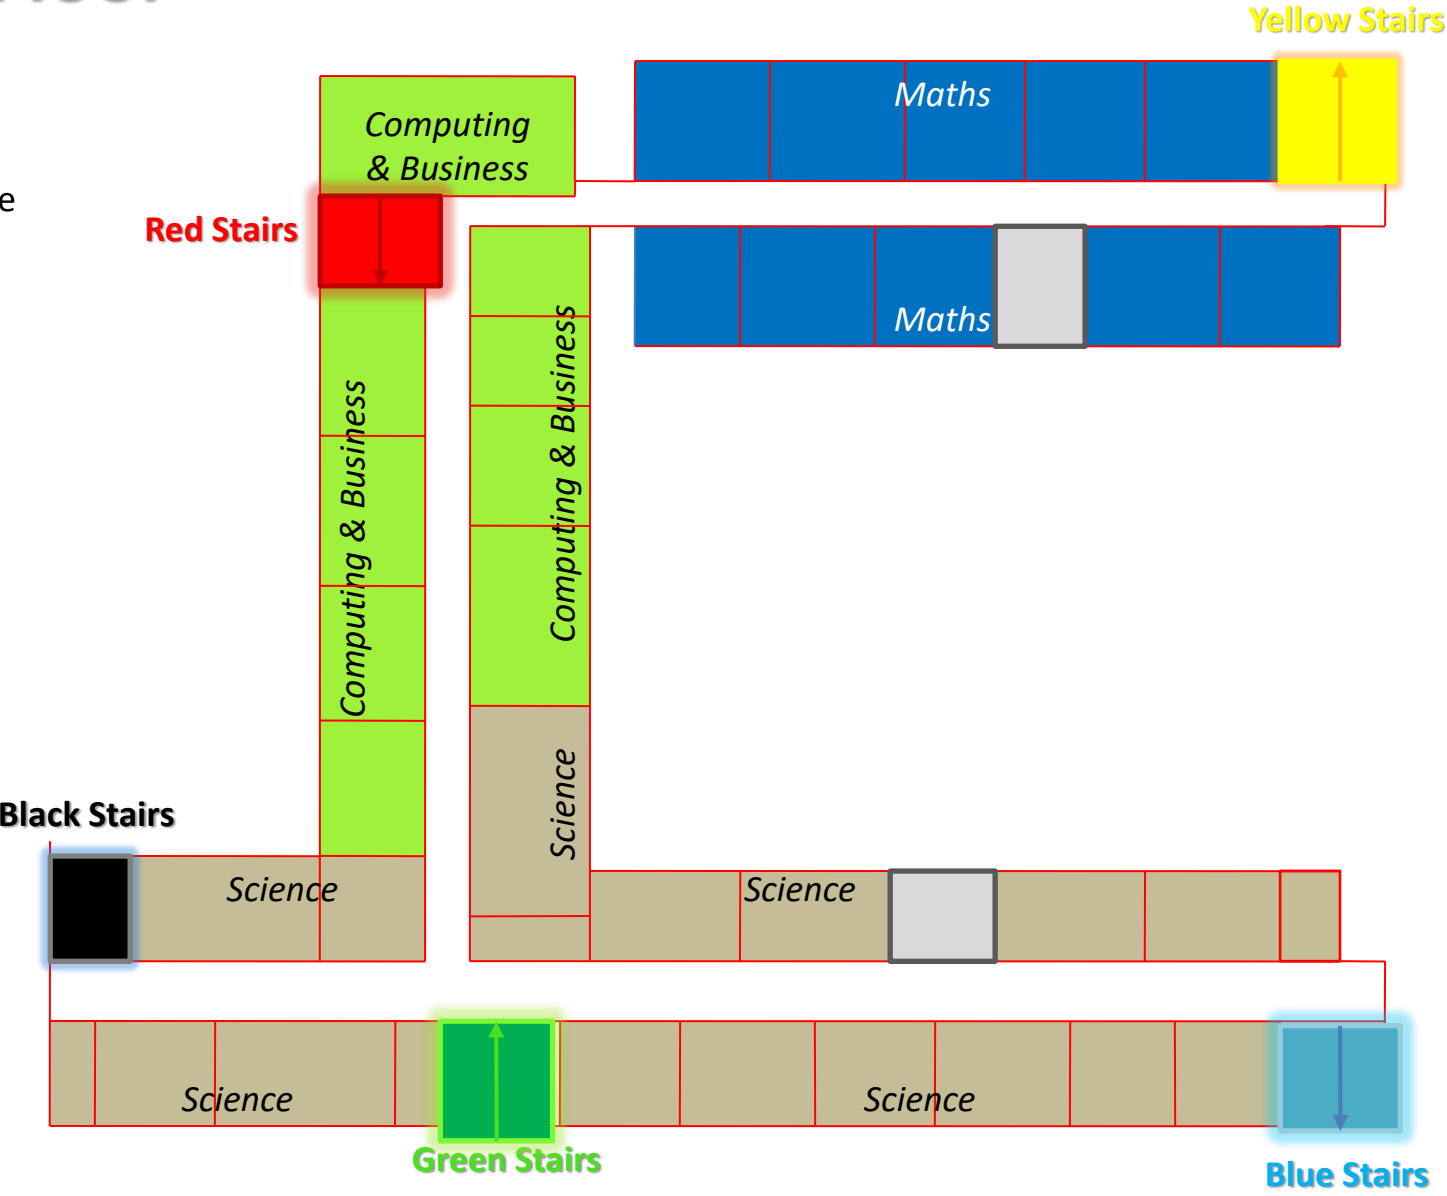 Yellow Stairs
Computing
& Business
Maths
Red Stairs
Maths
Computing & Business
Computing & Business
Science
Black Stairs
Science
Science
Science
Science
Green Stairs
Blue Stairs